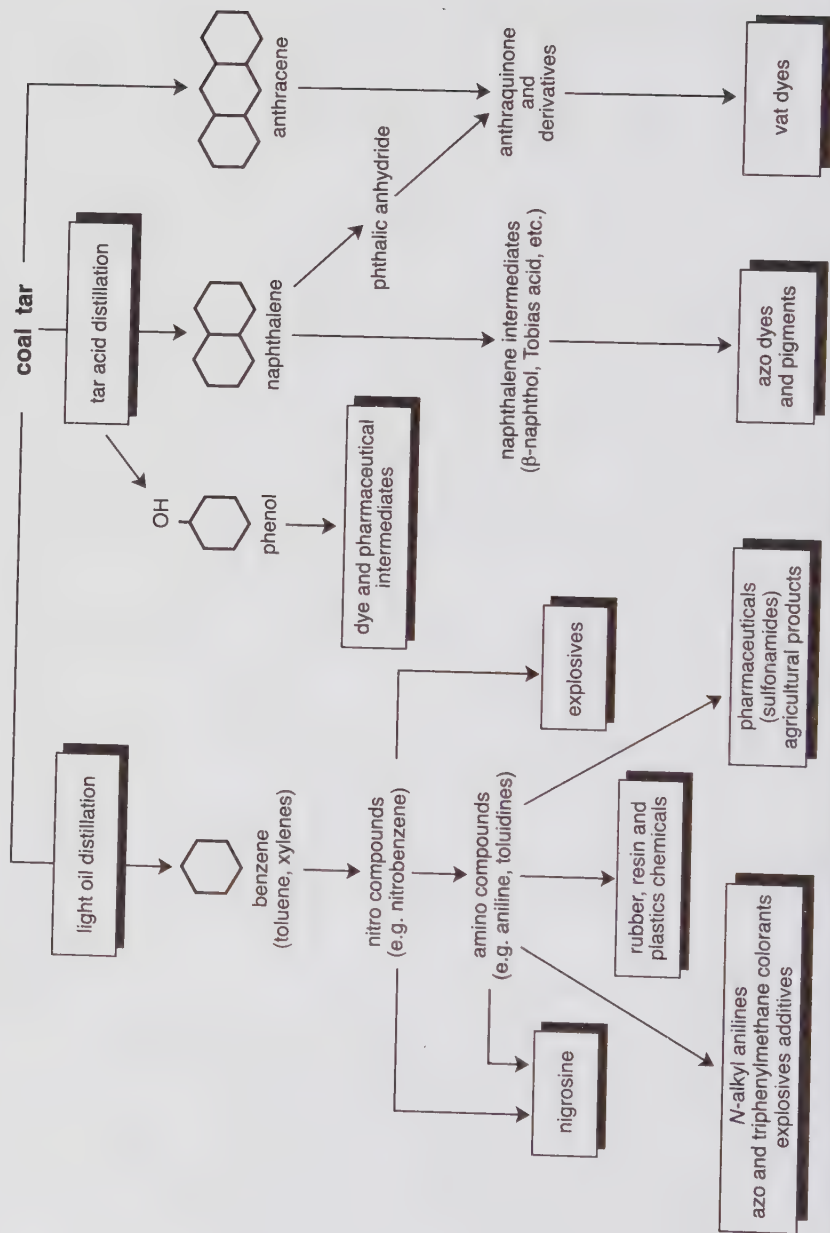 coal tar
light oil distillation
tar acid distillation
benzene
(toluene, xylenes)
OH
phenol
naphthalene
anthracene
nitro compounds
(e.g. nitrobenzene)
dye and pharmaceutical
intermediates
phthalic anhydride
amino compounds
(e.g. aniline, toluidines)
explosives
naphthalene intermediates
(β-naphthol, Tobias acid, etc.)
anthraquinone
and
derivatives
nigrosine
rubber, resin and
plastics chemicals
N-alkyl anilines
azo and triphenylmethane colorants
explosives additives
pharmaceuticals
(sulfonamides)
agricultural products
azo dyes
and pigments
vat dyes